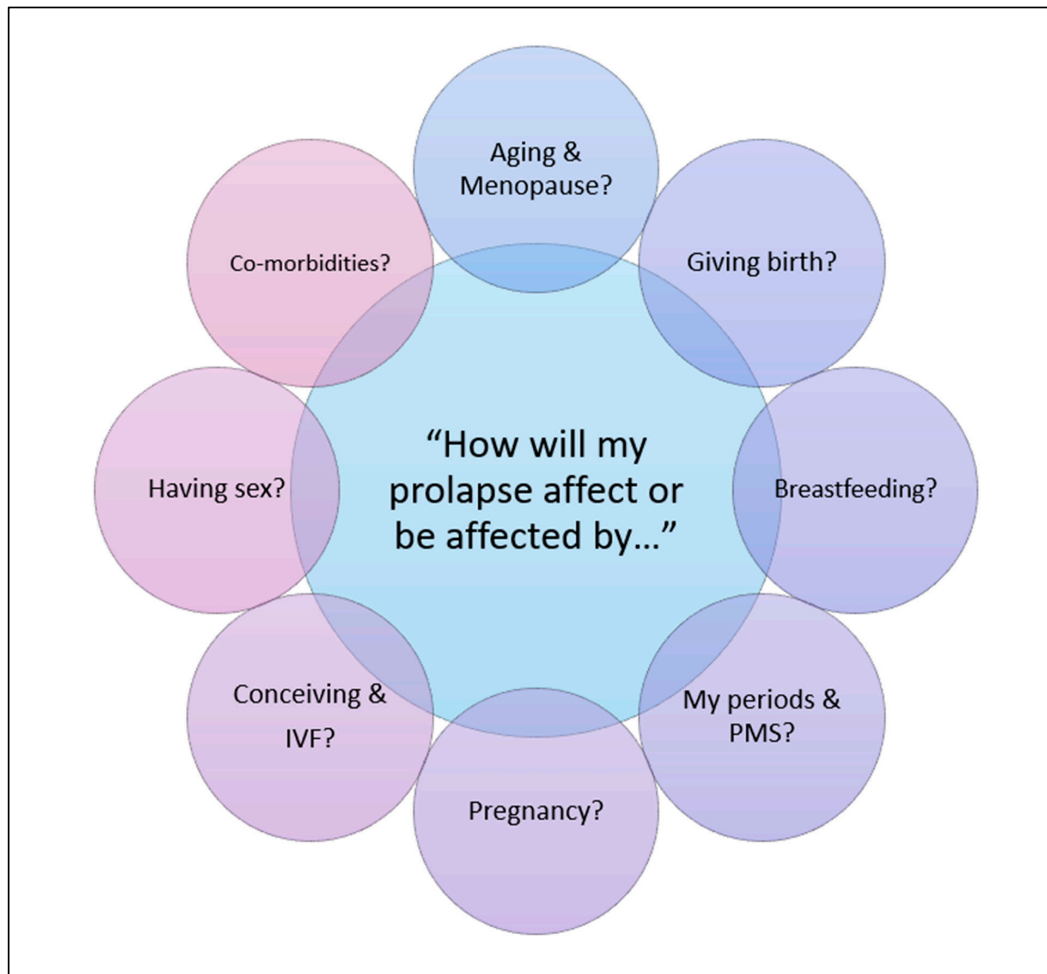 Aging &
Menopause?
Giving birth?
Breastfeeding?
My periods &
PMS?
Pregnancy?
Conceiving &
IVF?
Having sex?
Co-morbidities?
“How will my
prolapse affect or
be affected by…”